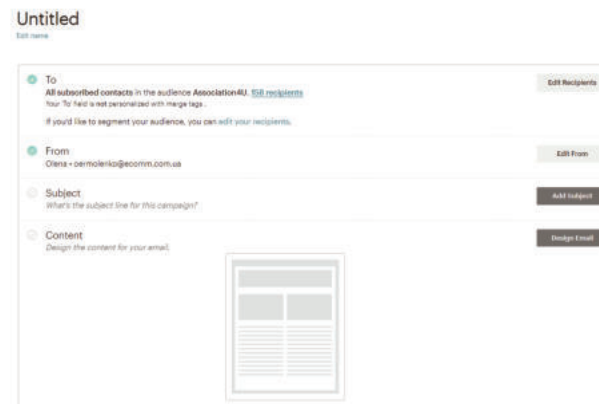 Untitled
Edit name
To
Edit Recipients
All subscribed contacts in the audience Association4U. 158 recipients
Your 'To' field is not personalized with merge tags.
If you'd like to segment your audience, you can edit your recipients.
From
Edit From
Olena • oermolenko@ecomm.com.ua
Subject
Add Subject
What's the subject line for this campaign?
Content
Design Email
Design the content for your email.